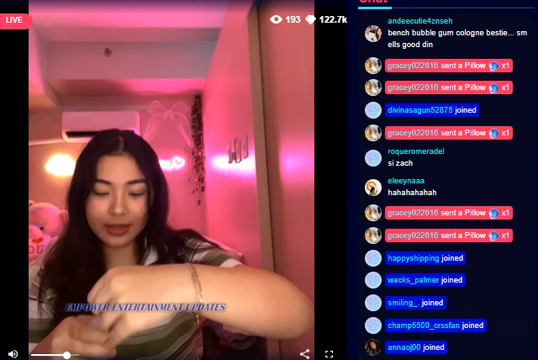 LIVE
193 122.7k
EMPOWER ENTERTAINMENT UPDATES
Chat
andeecutie4znseh
bench bubble gum cologne bestie... sm
ells good din
gracey022616 sent a Pillow x1
gracey022616 sent a Pillow x1
divinasagun52875 joined
gracey022616 sent a Pillow x1
roqueromeradel
si zach
eleeynaaa
hahahahahah
gracey022616 sent a Pillow x1
gracey022616 sent a Pillow x1
happyshipping joined
wacks_palmer joined
smiling_. joined
champ5500_crssfan joined
annaoj00 joined